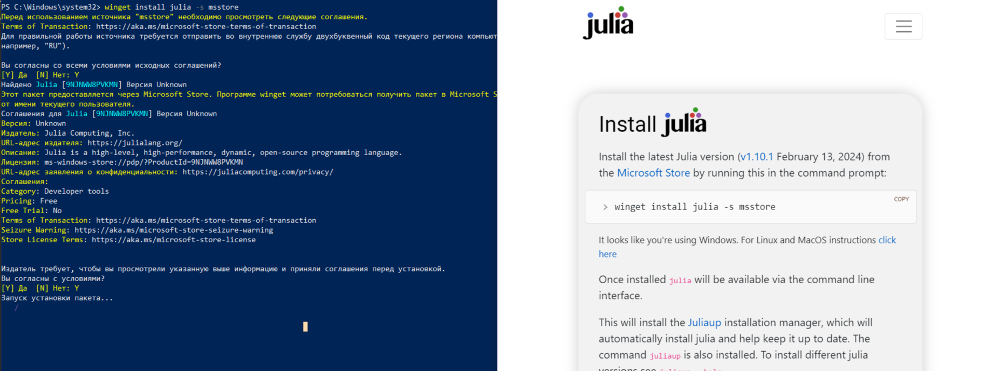 PS C:\Windows\system32> winget install julia -s msstore
Перед использованием источника "msstore" необходимо просмотреть следующие соглашения.
Terms of Transaction: https://aka.ms/microsoft-store-terms-of-transaction
Для правильной работы источника требуется отправить во внутреннюю службу двухбуквенный код текущего региона компьют
например, "RU").
Вы согласны со всеми условиями исходных соглашений?
[Y] Да  [N] Нет: Y
Найдено Julia [9NJNWW8PVKMN] Версия Unknown
Этот пакет предоставляется через Microsoft Store. Программе winget может потребоваться получить пакет в Microsoft S
от имени текущего пользователя.
Соглашения для Julia [9NJNWW8PVKMN] Версия Unknown
Версия: Unknown
Издатель: Julia Computing, Inc.
URL-адрес издателя: https://julialang.org/
Описание: Julia is a high-level, high-performance, dynamic, open-source programming language.
Лицензия: ms-windows-store://pdp/?ProductId=9NJNWW8PVKMN
URL-адрес заявления о конфиденциальности: https://juliacomputing.com/privacy/
Соглашения:
Category: Developer tools
Pricing: Free
Free Trial: No
Terms of Transaction: https://aka.ms/microsoft-store-terms-of-transaction
Seizure Warning: https://aka.ms/microsoft-store-seizure-warning
Store License Terms: https://aka.ms/microsoft-store-license
Издатель требует, чтобы вы просмотрели указанную выше информацию и приняли соглашения перед установкой.
Вы согласны с условиями?
[Y] Да  [N] Нет: Y
Запуск установки пакета...
/
julia
Install julia
Install the latest Julia version (v1.10.1 February 13, 2024) from
the Microsoft Store by running this in the command prompt:
COPY
> winget install julia -s msstore
It looks like you're using Windows. For Linux and MacOS instructions click
here
Once installed julia will be available via the command line
interface.
This will install the Juliaup installation manager, which will
automatically install julia and help keep it up to date. The
command juliaup is also installed. To install different julia
versions see juliaup --help